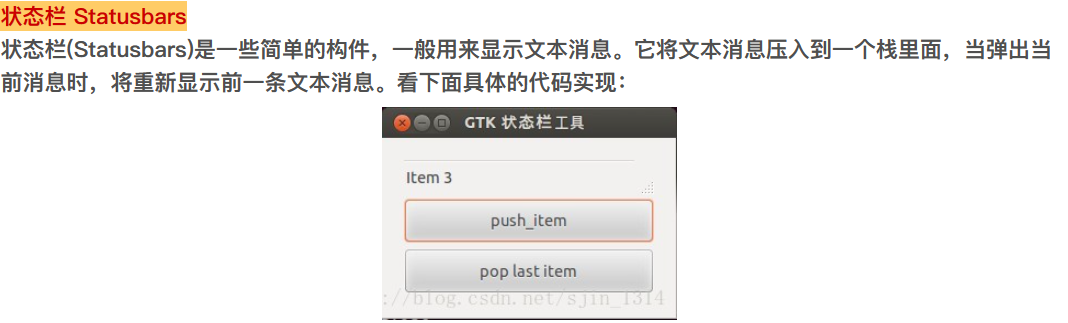 状态栏 Statusbars
状态栏(Statusbars)是一些简单的构件，一般用来显示文本消息。它将文本消息压入到一个栈里面，当弹出当
前消息时，将重新显示前一条文本消息。看下面具体的代码实现：
GTK 状态栏工具
Item 3
push_item
pop last item
://blog.csdn.net/sjin_1314